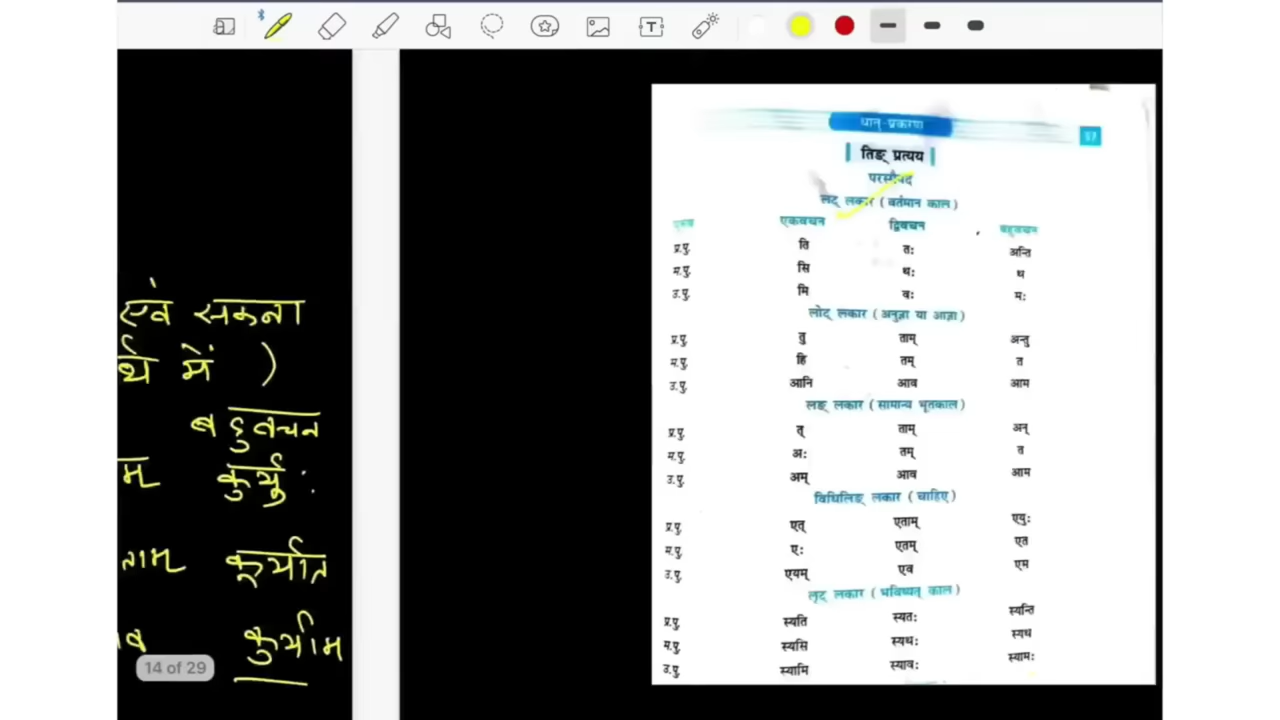 एवं सकना
र्थ में )
बहुवचन
म् कुर्यु :
ताम् कुर्यात
व कुर्याम
14 of 29
धातु-प्रकरण
तिङ् प्रत्यय
परस्मैपद
लट् लकार (वर्तमान काल)
पुरुष एकवचन द्विवचन बहुवचन
प्र.पु. ति तः अन्ति
म.पु. सि थः थ
उ.पु. मि वः मः
लोट् लकार (अनुज्ञा या आज्ञा)
प्र.पु. तु ताम् अन्तु
म.पु. हि तम् त
उ.पु. आनि आव आम
लङ् लकार (सामान्य भूतकाल)
प्र.पु. त् ताम् अन्
म.पु. अः तम् त
उ.पु. अम् आव आम
विधिलिङ् लकार (चाहिए)
प्र.पु. एत् एताम् एयुः
म.पु. एः एतम् एत
उ.पु. एयम् एव एम
लृट् लकार (भविष्यत् काल)
प्र.पु. स्यति स्यतः स्यन्ति
म.पु. स्यसि स्यथः स्यथ
उ.पु. स्यामि स्यावः स्यामः